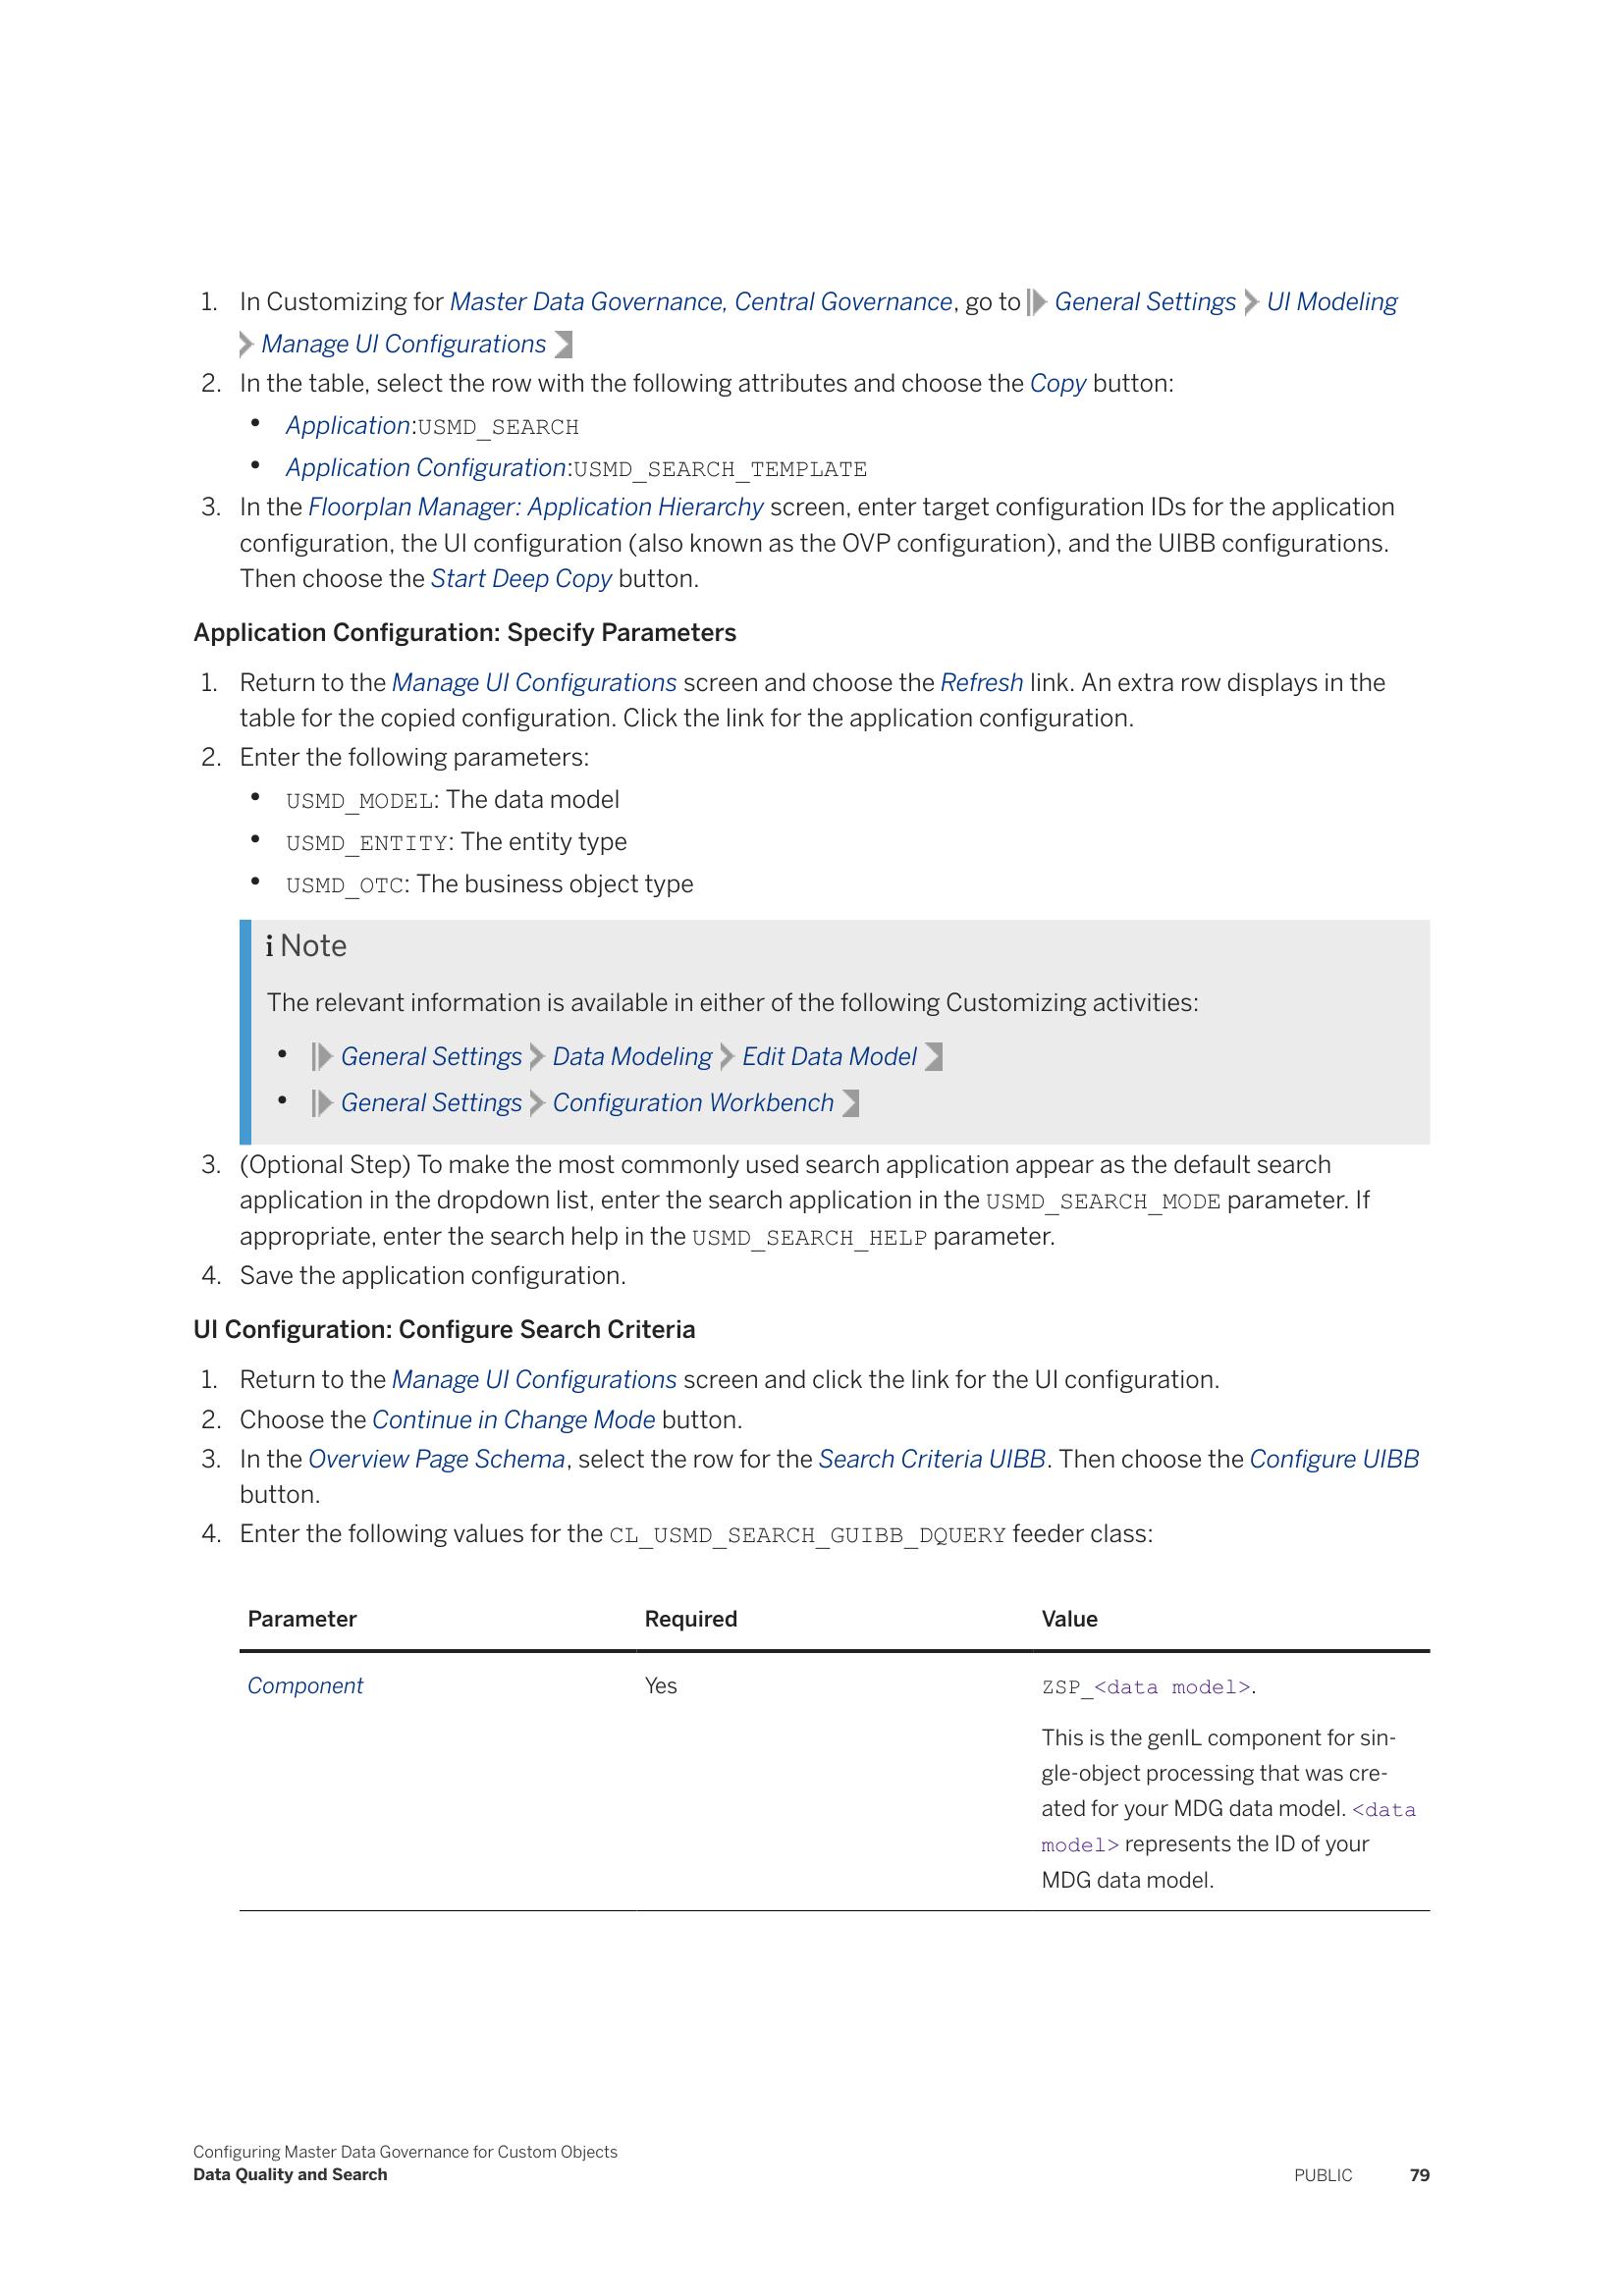 1. In Customizing for Master Data Governance, Central Governance, go to General Settings UI Modeling
Manage UI Configurations
2. In the table, select the row with the following attributes and choose the Copy button:
• Application:USMD_SEARCH
• Application Configuration:USMD_SEARCH_TEMPLATE
3. In the Floorplan Manager: Application Hierarchy screen, enter target configuration IDs for the application
configuration, the UI configuration (also known as the OVP configuration), and the UIBB configurations.
Then choose the Start Deep Copy button.
Application Configuration: Specify Parameters
1. Return to the Manage UI Configurations screen and choose the Refresh link. An extra row displays in the
table for the copied configuration. Click the link for the application configuration.
2. Enter the following parameters:
• USMD_MODEL: The data model
• USMD_ENTITY: The entity type
• USMD_OTC: The business object type
i Note
The relevant information is available in either of the following Customizing activities:
• General Settings Data Modeling Edit Data Model
• General Settings Configuration Workbench
3. (Optional Step) To make the most commonly used search application appear as the default search
application in the dropdown list, enter the search application in the USMD_SEARCH_MODE parameter. If
appropriate, enter the search help in the USMD_SEARCH_HELP parameter.
4. Save the application configuration.
UI Configuration: Configure Search Criteria
1. Return to the Manage UI Configurations screen and click the link for the UI configuration.
2. Choose the Continue in Change Mode button.
3. In the Overview Page Schema, select the row for the Search Criteria UIBB. Then choose the Configure UIBB
button.
4. Enter the following values for the CL_USMD_SEARCH_GUIBB_DQUERY feeder class:
Parameter Required Value
Component Yes ZSP_<data model>.
This is the genIL component for sin-
gle-object processing that was cre-
ated for your MDG data model. <data
model> represents the ID of your
MDG data model.
Configuring Master Data Governance for Custom Objects
Data Quality and Search PUBLIC 79